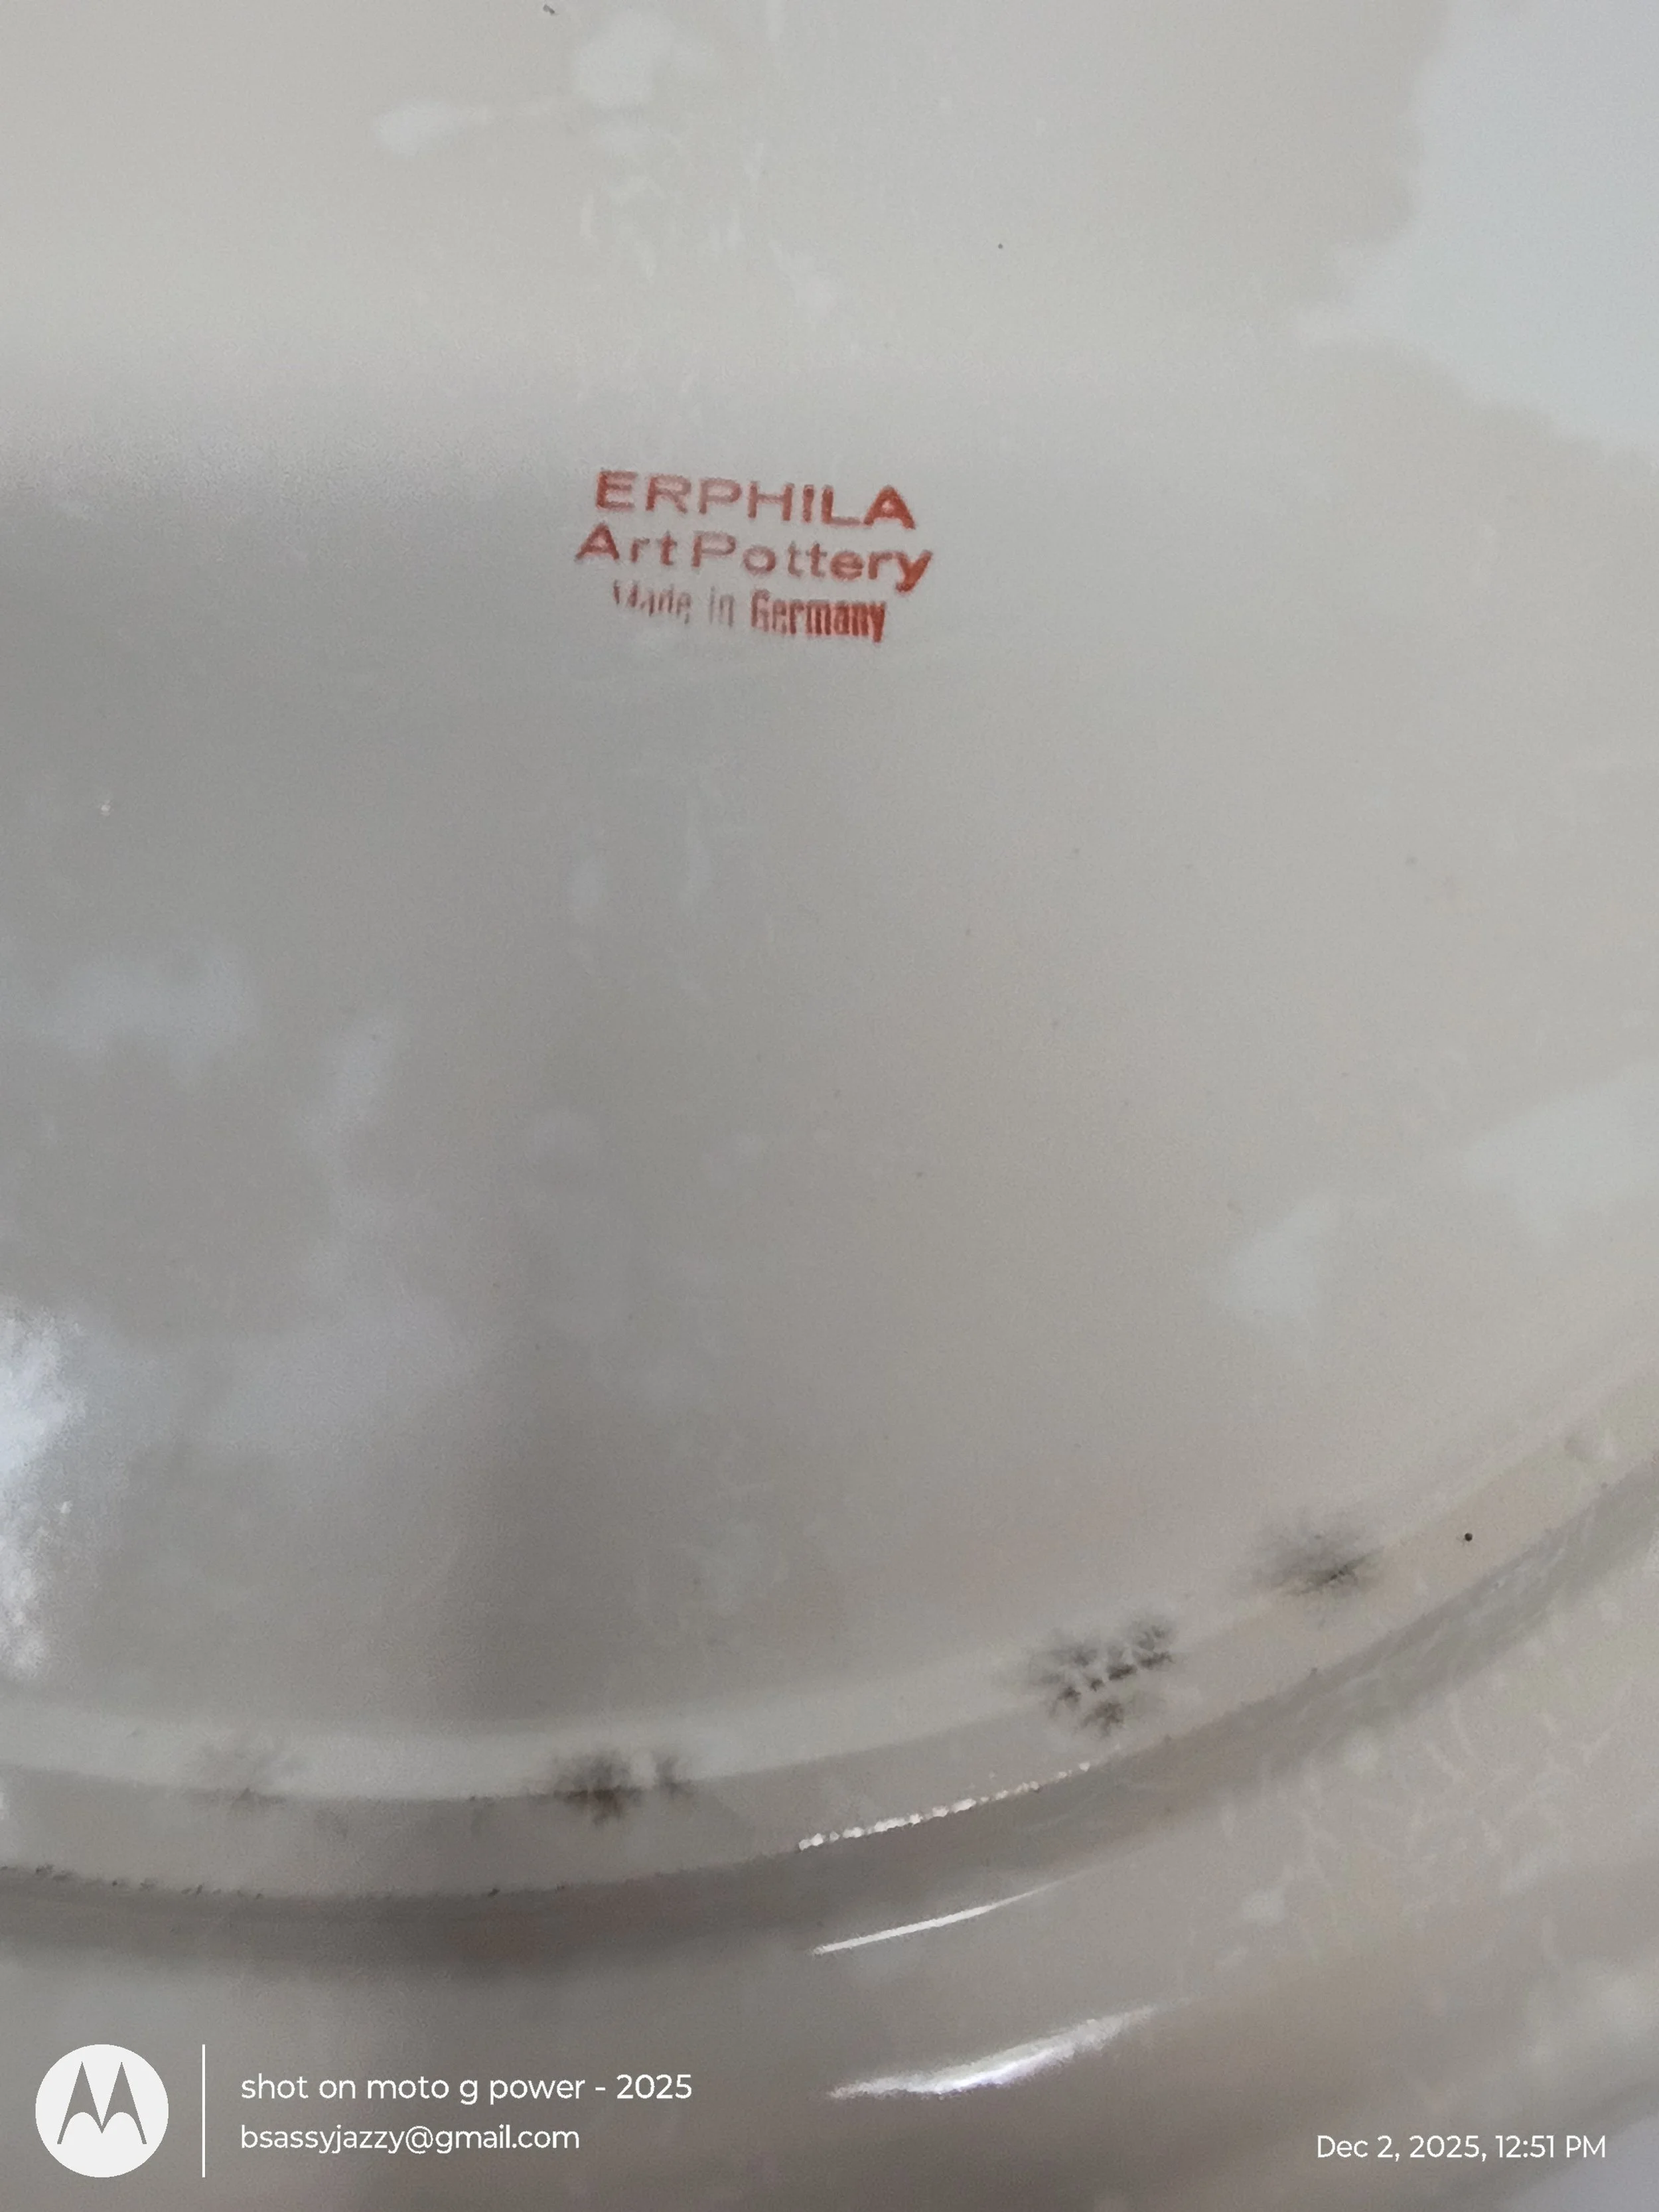 ERPHILA
Art Pottery
Made in Germany
shot on moto g power - 2025
bsassyjazzy@gmail.com
Dec 2, 2025, 12:51 PM